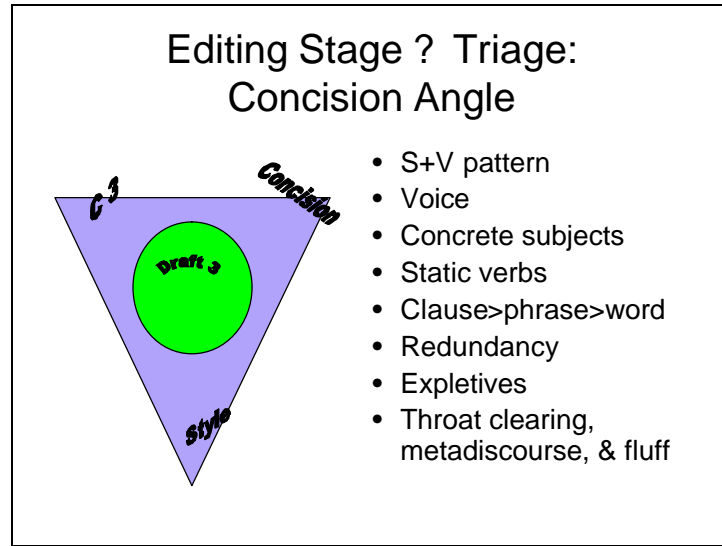 Editing Stage ? Triage:
Concision Angle
C 3
Concision
Draft 3
Style
• S+V pattern
• Voice
• Concrete subjects
• Static verbs
• Clause>phrase>word
• Redundancy
• Expletives
• Throat clearing,
metadiscourse, & fluff